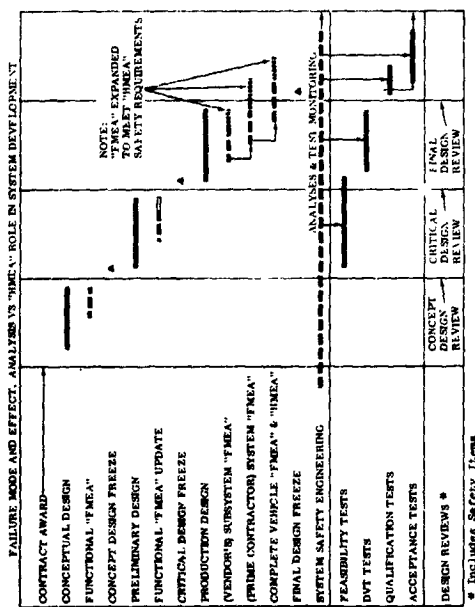 FAILURE MODE AND EFFECT, ANALYSIS VS "HMEA" ROLE IN SYSTEM DEVELOPMENT
CONTRACT AWARD
CONCEPTUAL DESIGN
FUNCTIONAL "FMEA"
CONCEPT DESIGN FREEZE
PRELIMINARY DESIGN
FUNCTIONAL "FMEA" UPDATE
CRITICAL DESIGN FREEZE
PRODUCTION DESIGN
(VENDOR'S) SUBSYSTEM "FMEA"
(PRIME CONTRACTOR) SYSTEM "FMEA"
COMPLETE VEHICLE "FMEA" & "HMEA"
FINAL DESIGN FREEZE
SYSTEM SAFETY ENGINEERING
FEASIBILITY TESTS
DVT TESTS
QUALIFICATION TESTS
ACCEPTANCE TESTS
DESIGN REVIEWS *
NOTE:
"FMEA" EXPANDED
TO MEET "HMEA"
SAFETY REQUIREMENTS
ANALYSES & TEST MONITORING
CONCEPT
DESIGN
REVIEW
CRITICAL
DESIGN
REVIEW
FINAL
DESIGN
REVIEW
* Includes Safety Items